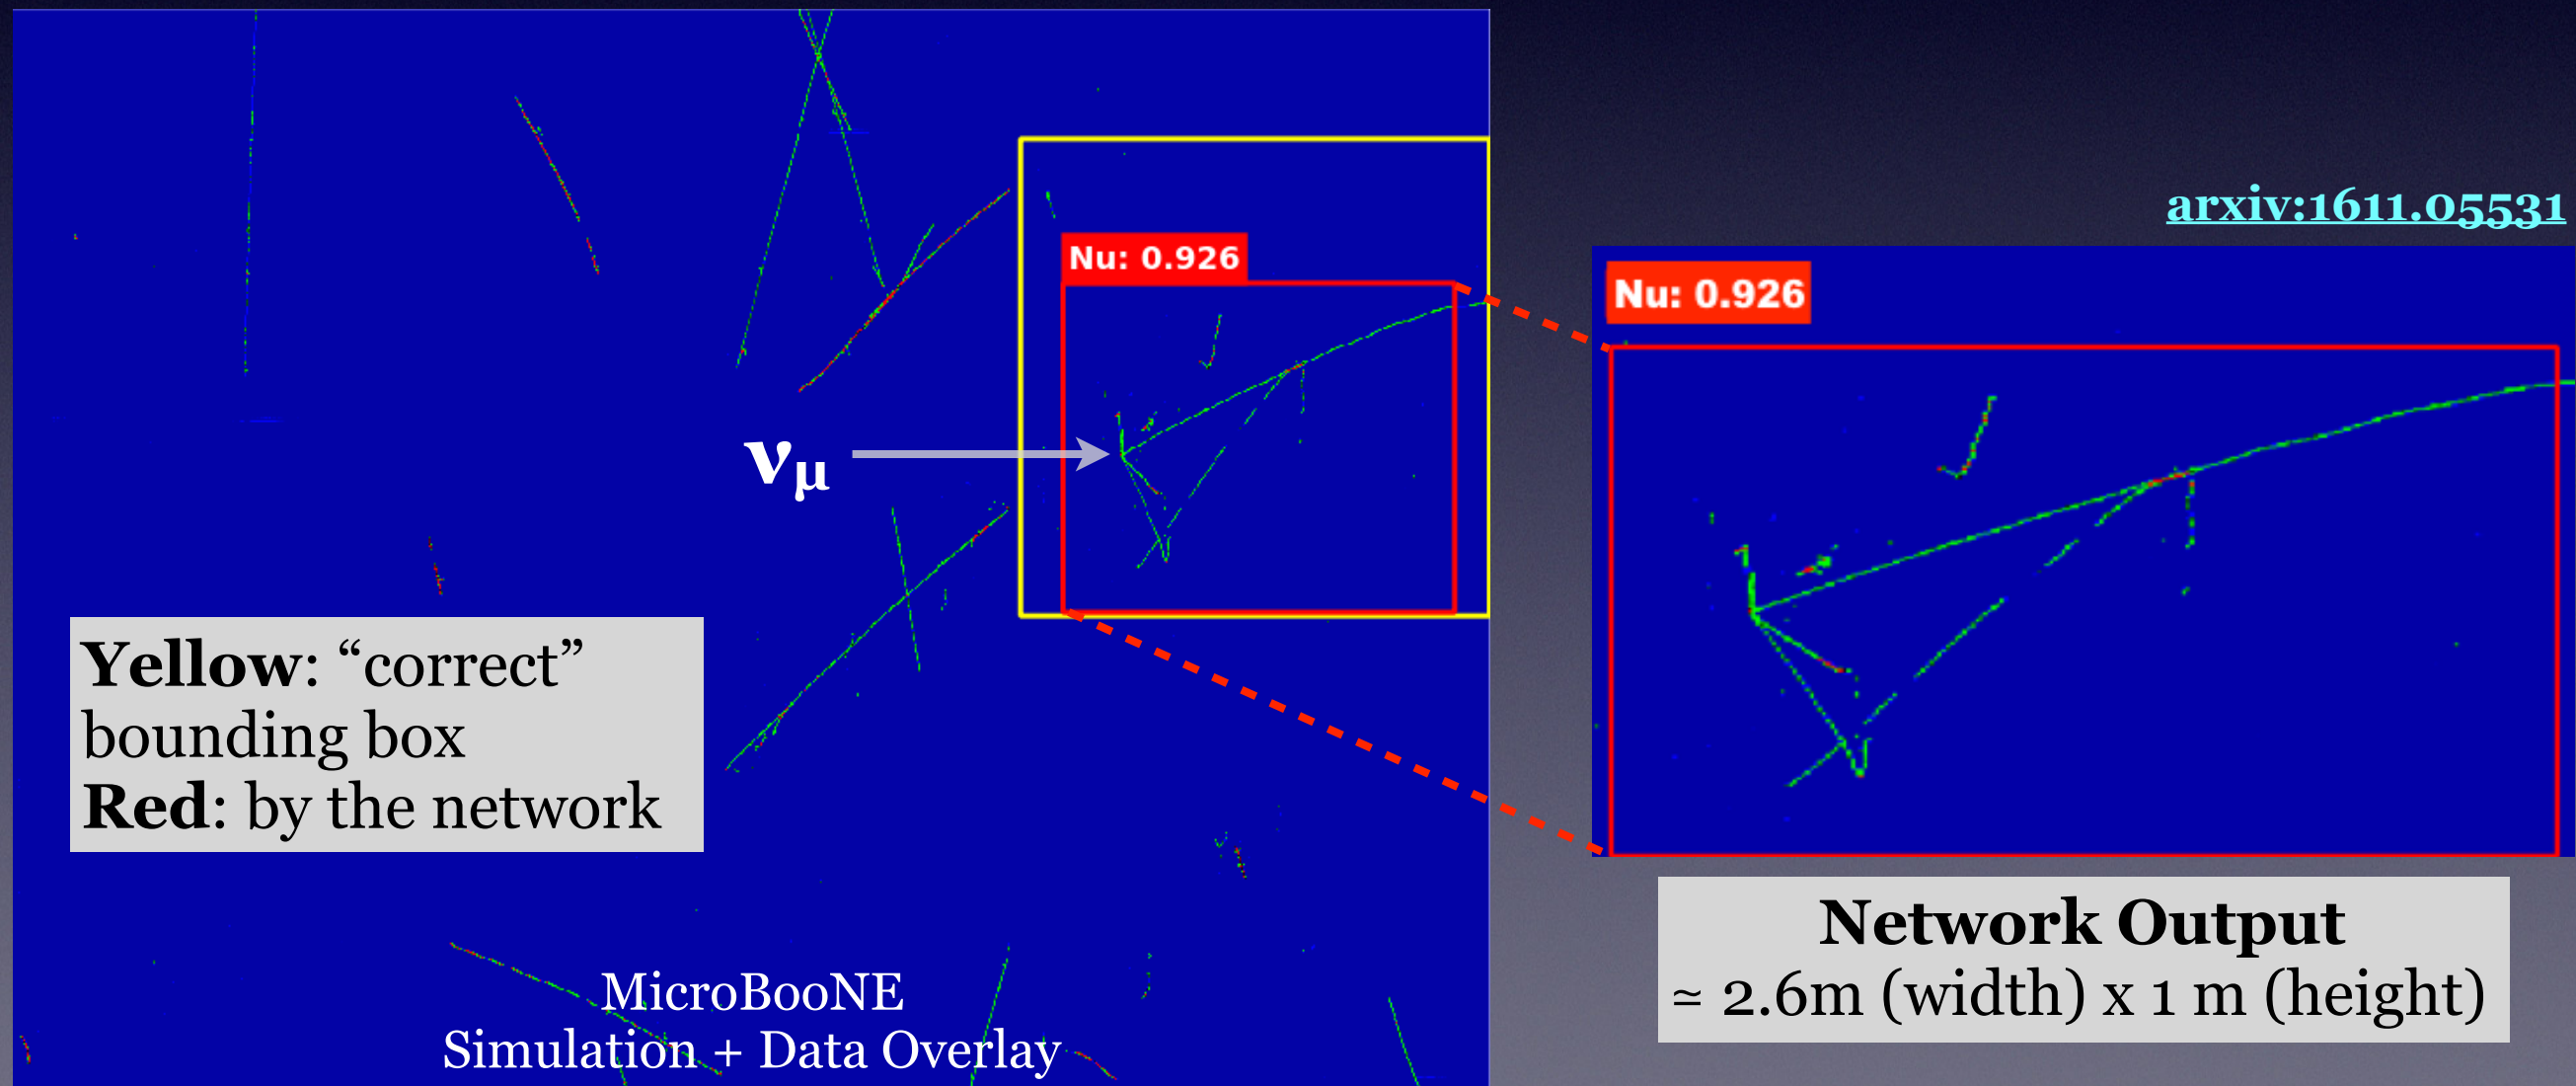 arxiv:1611.05531
Nu: 0.926
Nu: 0.926
νμ
Yellow: “correct”
bounding box
Red: by the network
Network Output
≃ 2.6m (width) x 1 m (height)
MicroBooNE
Simulation + Data Overlay